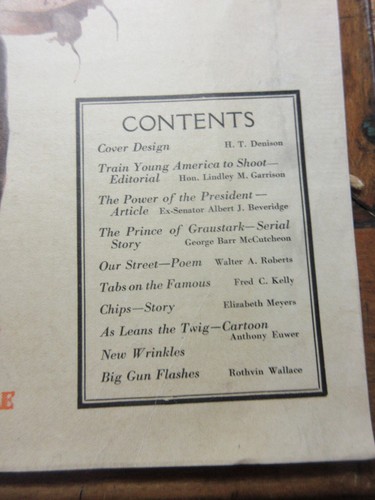 CONTENTS
Cover Design H. T. Denison
Train Young America to Shoot—
Editorial Hon. Lindley M. Garrison
The Power of the President—
Article Ex-Senator Albert J. Beveridge
The Prince of Graustark—Serial
Story George Barr McCutcheon
Our Street—Poem Walter A. Roberts
Tabs on the Famous Fred C. Kelly
Chips—Story Elizabeth Meyers
As Leans the Twig—Cartoon
Anthony Euwer
New Wrinkles
Big Gun Flashes Rothvin Wallace
E